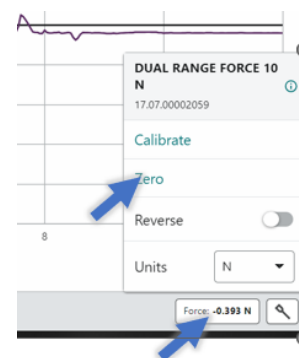 DUAL RANGE FORCE 10
N
17.07.00002059
Calibrate
Zero
Reverse
8
Units N
Force: -0.393 N